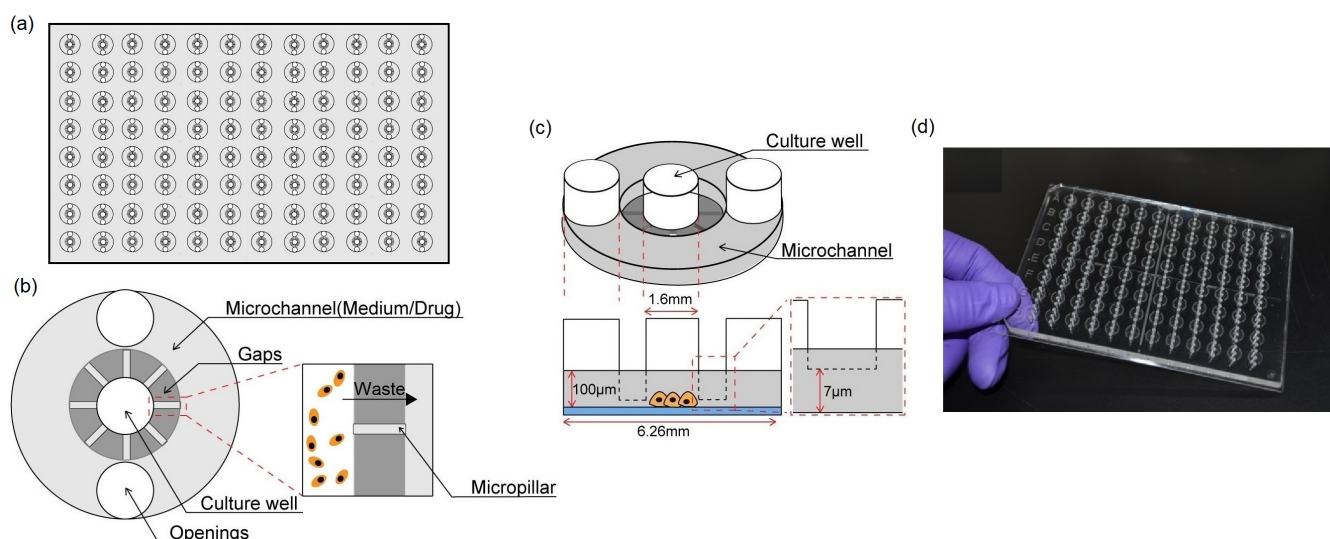 (a)
(b)
Microchannel(Medium/Drug)
Gaps
Waste
Micropillar
Culture well
Openings
(c)
Culture well
Microchannel
1.6mm
100μm
7μm
6.26mm
(d)
A
B
C
D
E
F